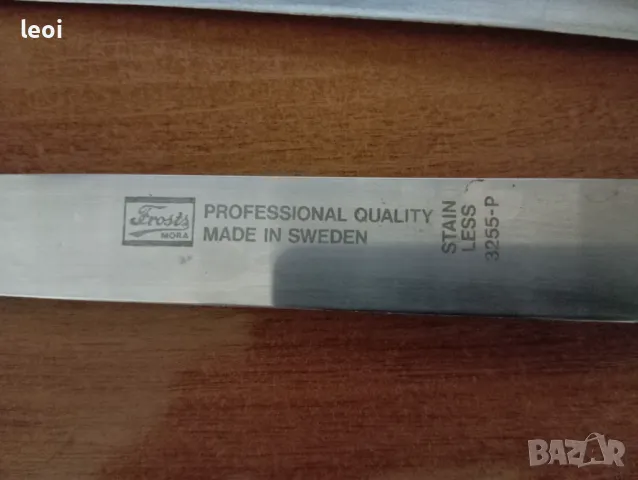 leoi
Frosts
MORA
PROFESSIONAL QUALITY
MADE IN SWEDEN
STAIN
LESS
3255-P
BAZAR